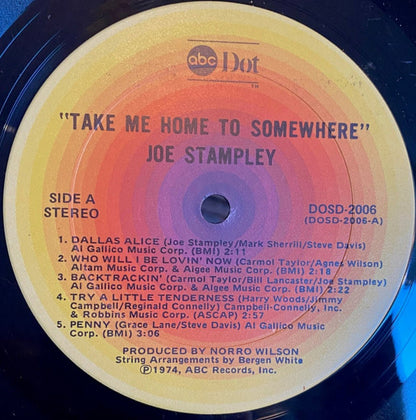 abc Dot
™
"TAKE ME HOME TO SOMEWHERE"
JOE STAMPLEY
SIDE A
STEREO
DOSD-2006
(DOSD-2006-A)
1. DALLAS ALICE (Joe Stampley/Mark Sherrill/Steve Davis)
Al Gallico Music Corp. (BMI) 2:11
2. WHO WILL I BE LOVIN' NOW (Carmol Taylor/Agnes Wilson)
Altam Music Corp. & Algee Music Corp. (BMI) 2:18
3. BACKTRACKIN' (Carmol Taylor/Bill Lancaster/Joe Stampley)
Al Gallico Music Corp. & Algee Music Corp. (BMI) 2:22
4. TRY A LITTLE TENDERNESS (Harry Woods/Jimmy
Campbell/Reginald Connelly) Campbell-Connelly, Inc.
& Robbins Music Corp. (ASCAP) 2:57
5. PENNY (Grace Lane/Steve Davis) Al Gallico Music
Corp. (BMI) 3:06
PRODUCED BY NORRO WILSON
String Arrangements by Bergen White
Ⓟ1974, ABC Records, Inc.